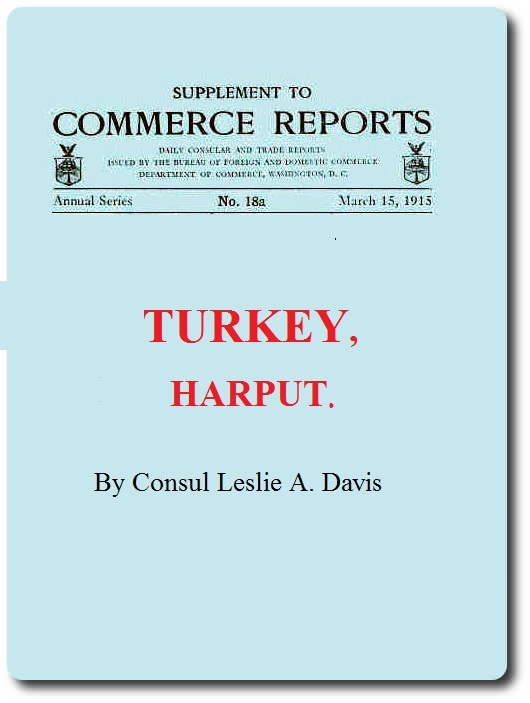 SUPPLEMENT TO
COMMERCE REPORTS
DAILY CONSULAR AND TRADE REPORTS
ISSUED BY THE BUREAU OF FOREIGN AND DOMESTIC COMMERCE
DEPARTMENT OF COMMERCE, WASHINGTON, D. C.
Annual Series No. 18a March 15, 1915
TURKEY,
HARPUT.
By Consul Leslie A. Davis